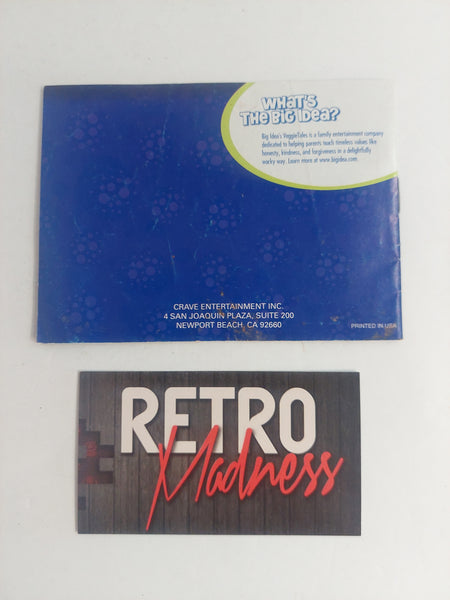 WHAT'S
THE BIG IDEA?
Big Idea's VeggieTales is a family entertainment company
dedicated to helping parents teach timeless values like
honesty, kindness, and forgiveness in a delightfully
wacky way. Learn more at www.bigidea.com.
CRAVE ENTERTAINMENT INC.
4 SAN JOAQUIN PLAZA, SUITE 200
NEWPORT BEACH, CA 92660
PRINTED IN USA
RETRO
Madness